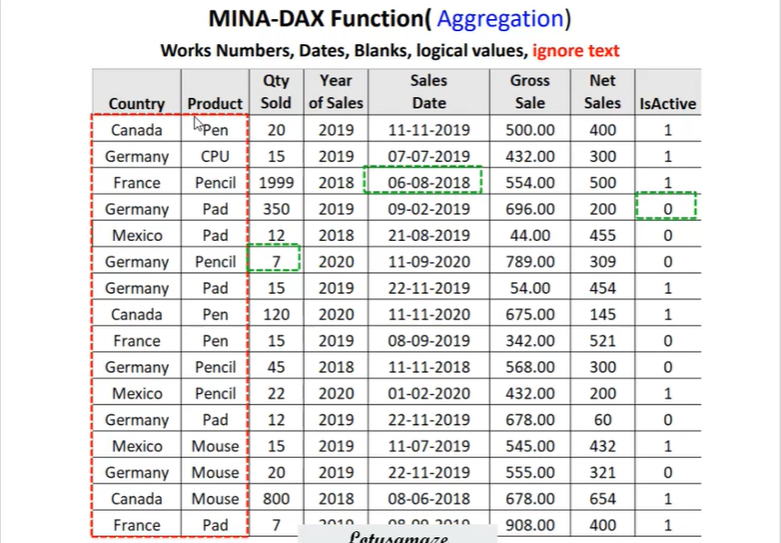 MINA-DAX Function( Aggregation)
Works Numbers, Dates, Blanks, logical values, ignore text
Country Product Qty Sold Year of Sales Sales Date Gross Sale Net Sales IsActive
Canada Pen 20 2019 11-11-2019 500.00 400 1
Germany CPU 15 2019 07-07-2019 432.00 300 1
France Pencil 1999 2018 06-08-2018 554.00 500 1
Germany Pad 350 2019 09-02-2019 696.00 200 0
Mexico Pad 12 2018 21-08-2019 44.00 455 0
Germany Pencil 7 2020 11-09-2020 789.00 309 0
Germany Pad 15 2019 22-11-2019 54.00 454 1
Canada Pen 120 2020 11-11-2020 675.00 145 1
France Pen 15 2019 08-09-2019 342.00 521 0
Germany Pencil 45 2018 11-11-2018 568.00 300 0
Mexico Pencil 22 2020 01-02-2020 432.00 200 1
Germany Pad 12 2019 22-11-2019 678.00 60 0
Mexico Mouse 15 2019 11-07-2019 545.00 432 1
Germany Mouse 20 2019 22-11-2019 555.00 321 0
Canada Mouse 800 2018 08-06-2018 678.00 654 1
France Pad 7 2019 08-09-2019 908.00 400 1
Lotusamaze